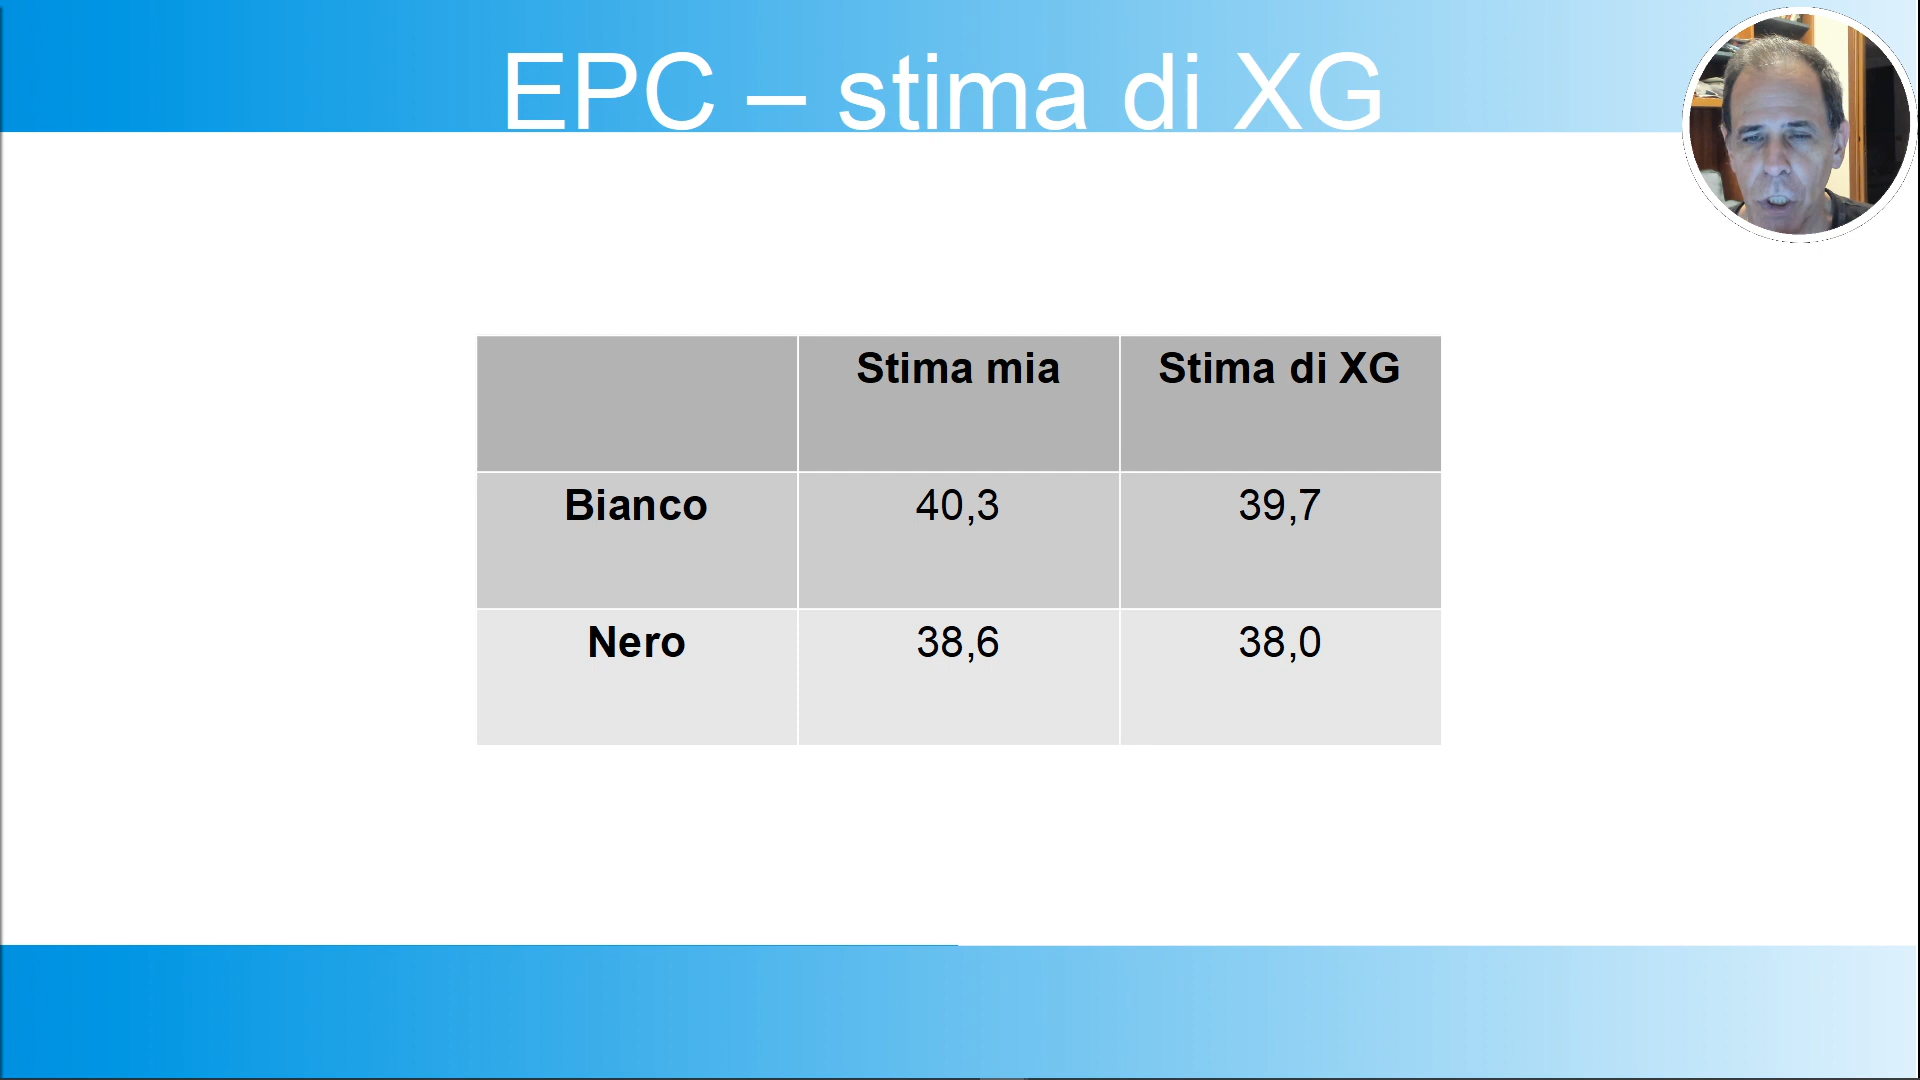 EPC – stima di XG
Stima mia Stima di XG
Bianco 40,3 39,7
Nero 38,6 38,0